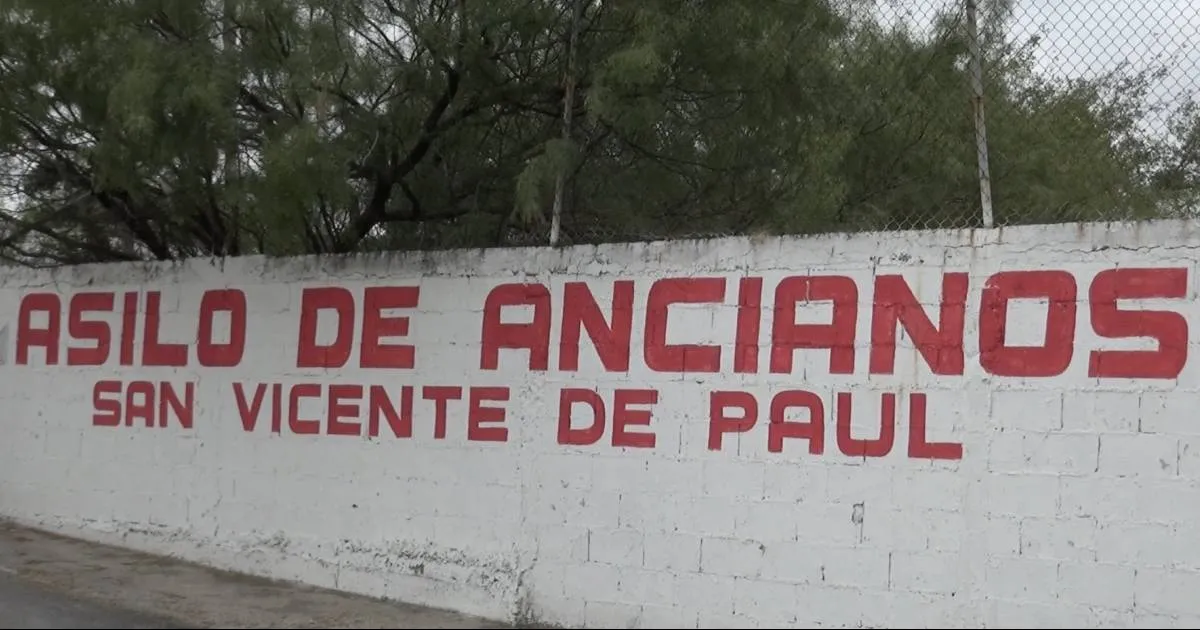 ASILO DE ANCIANOS
SAN VICENTE DE PAUL